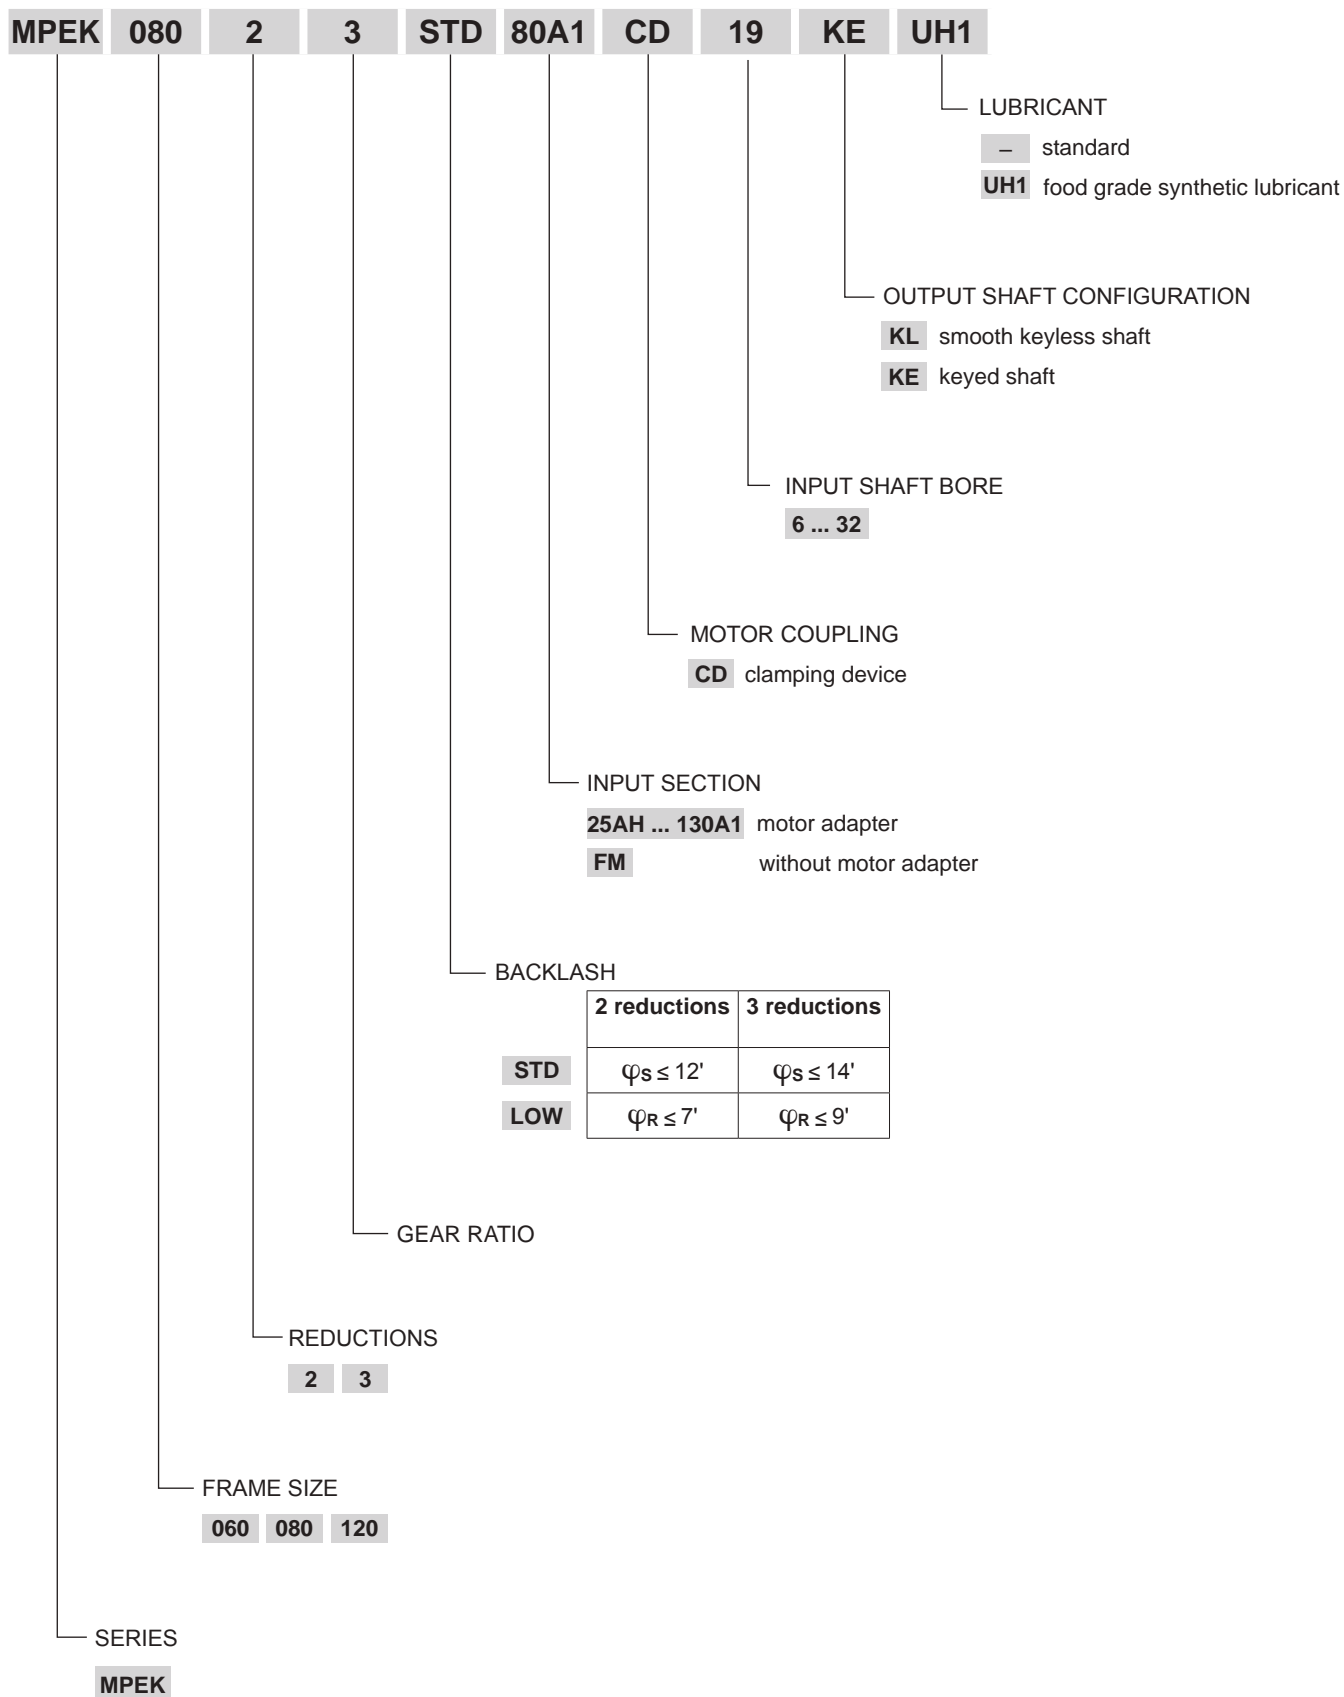 MPEK 080 2 3 STD 80A1 CD 19 KE UH1
LUBRICANT
– standard
UH1 food grade synthetic lubricant
OUTPUT SHAFT CONFIGURATION
KL smooth keyless shaft
KE keyed shaft
INPUT SHAFT BORE
6 ... 32
MOTOR COUPLING
CD clamping device
INPUT SECTION
25AH ... 130A1 motor adapter
FM without motor adapter
BACKLASH
2 reductions 3 reductions
STD φS ≤ 12' φS ≤ 14'
LOW φR ≤ 7' φR ≤ 9'
GEAR RATIO
REDUCTIONS
2 3
FRAME SIZE
060 080 120
SERIES
MPEK